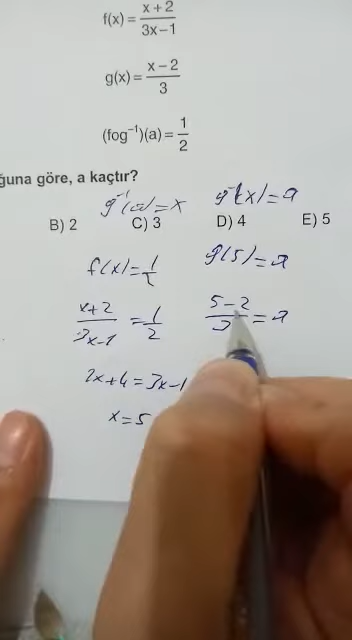 f(x) = (x + 2)/(3x − 1)
g(x) = (x − 2)/3
(fog⁻¹)(a) = 1/2
ğuna göre, a kaçtır?
g⁻¹(a) = x
B) 2 C) 3 D) 4 E) 5
f(x) = 1/2
g(5) = a
(x+2)/(3x-1) = 1/2
(5-2)/3 = a
2x+4 = 3x-1
x = 5